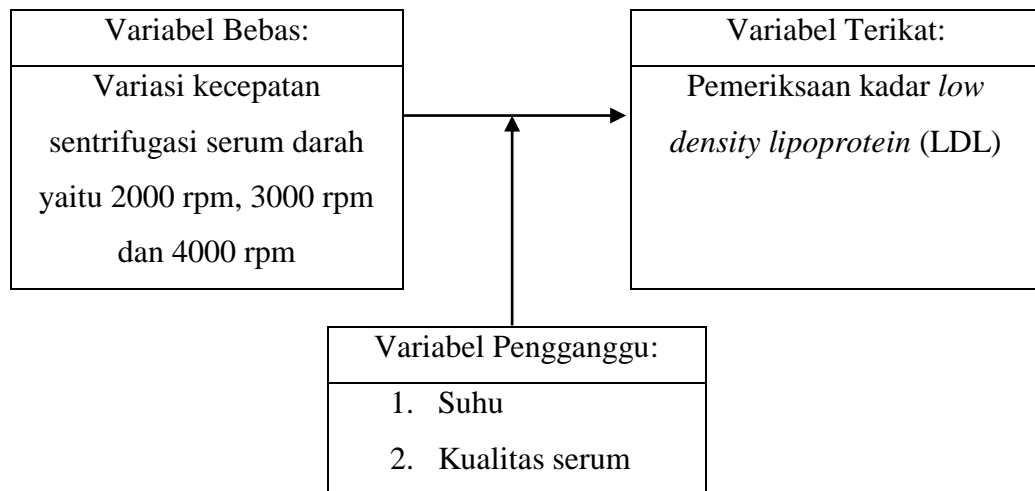 Variabel Bebas:
Variasi kecepatan
sentrifugasi serum darah
yaitu 2000 rpm, 3000 rpm
dan 4000 rpm
Variabel Terikat:
Pemeriksaan kadar low
density lipoprotein (LDL)
Variabel Pengganggu:
1. Suhu
2. Kualitas serum